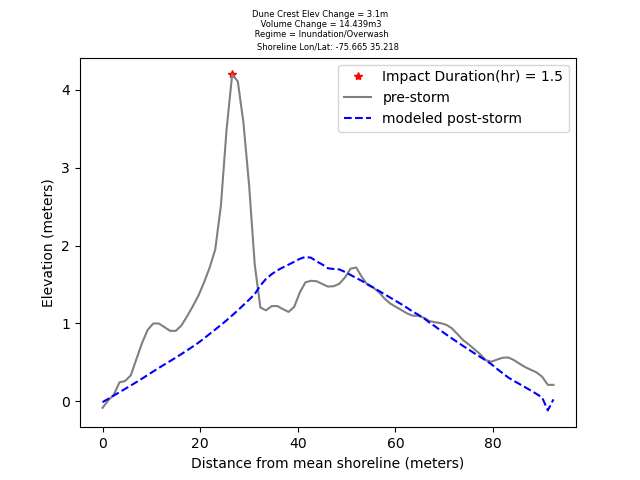 Dune Crest Elev Change = 3.1m
Volume Change = 14.439m3
Regime = Inundation/Overwash
Shoreline Lon/Lat: -75.665 35.218
Impact Duration(hr) = 1.5
pre-storm
modeled post-storm
Elevation (meters)
4
3
2
1
0
0 20 40 60 80
Distance from mean shoreline (meters)